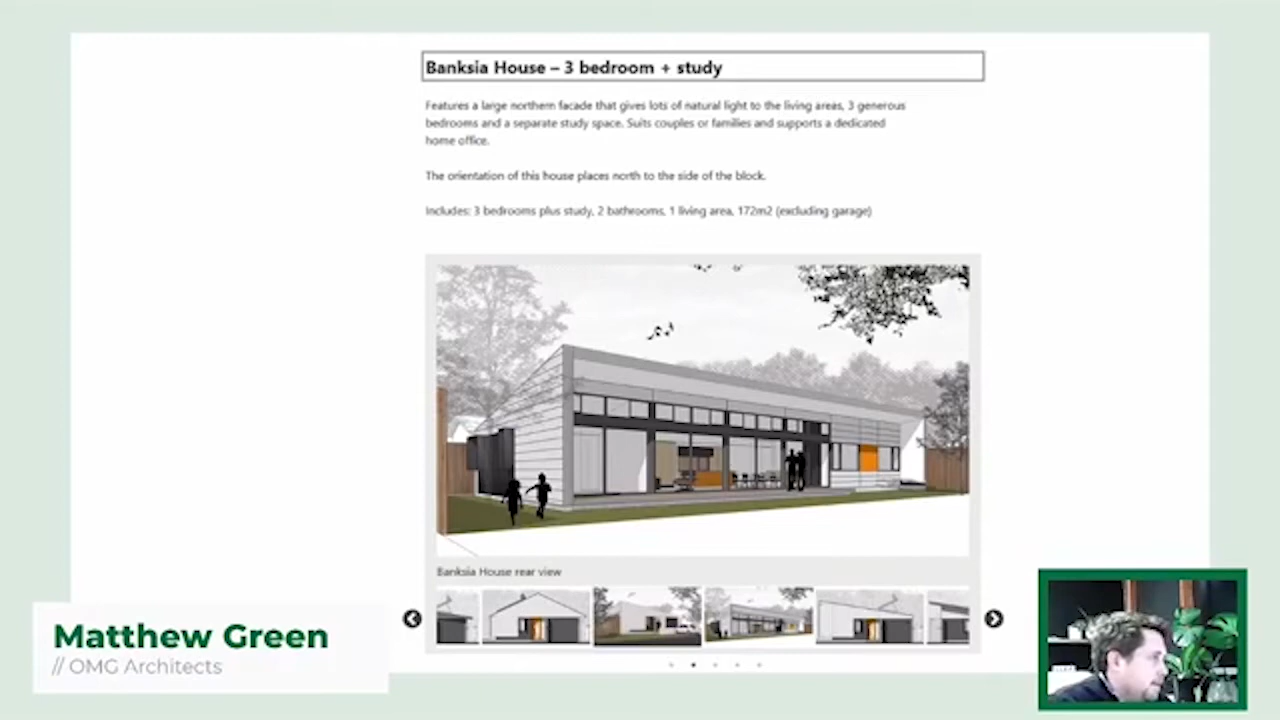 Banksia House – 3 bedroom + study
Features a large northern facade that gives lots of natural light to the living areas, 3 generous
bedrooms and a separate study space. Suits couples or families and supports a dedicated
home office.
The orientation of this house places north to the side of the block.
Includes: 3 bedrooms plus study, 2 bathrooms, 1 living area, 172m2 (excluding garage)
Banksia House rear view
Matthew Green
// OMG Architects